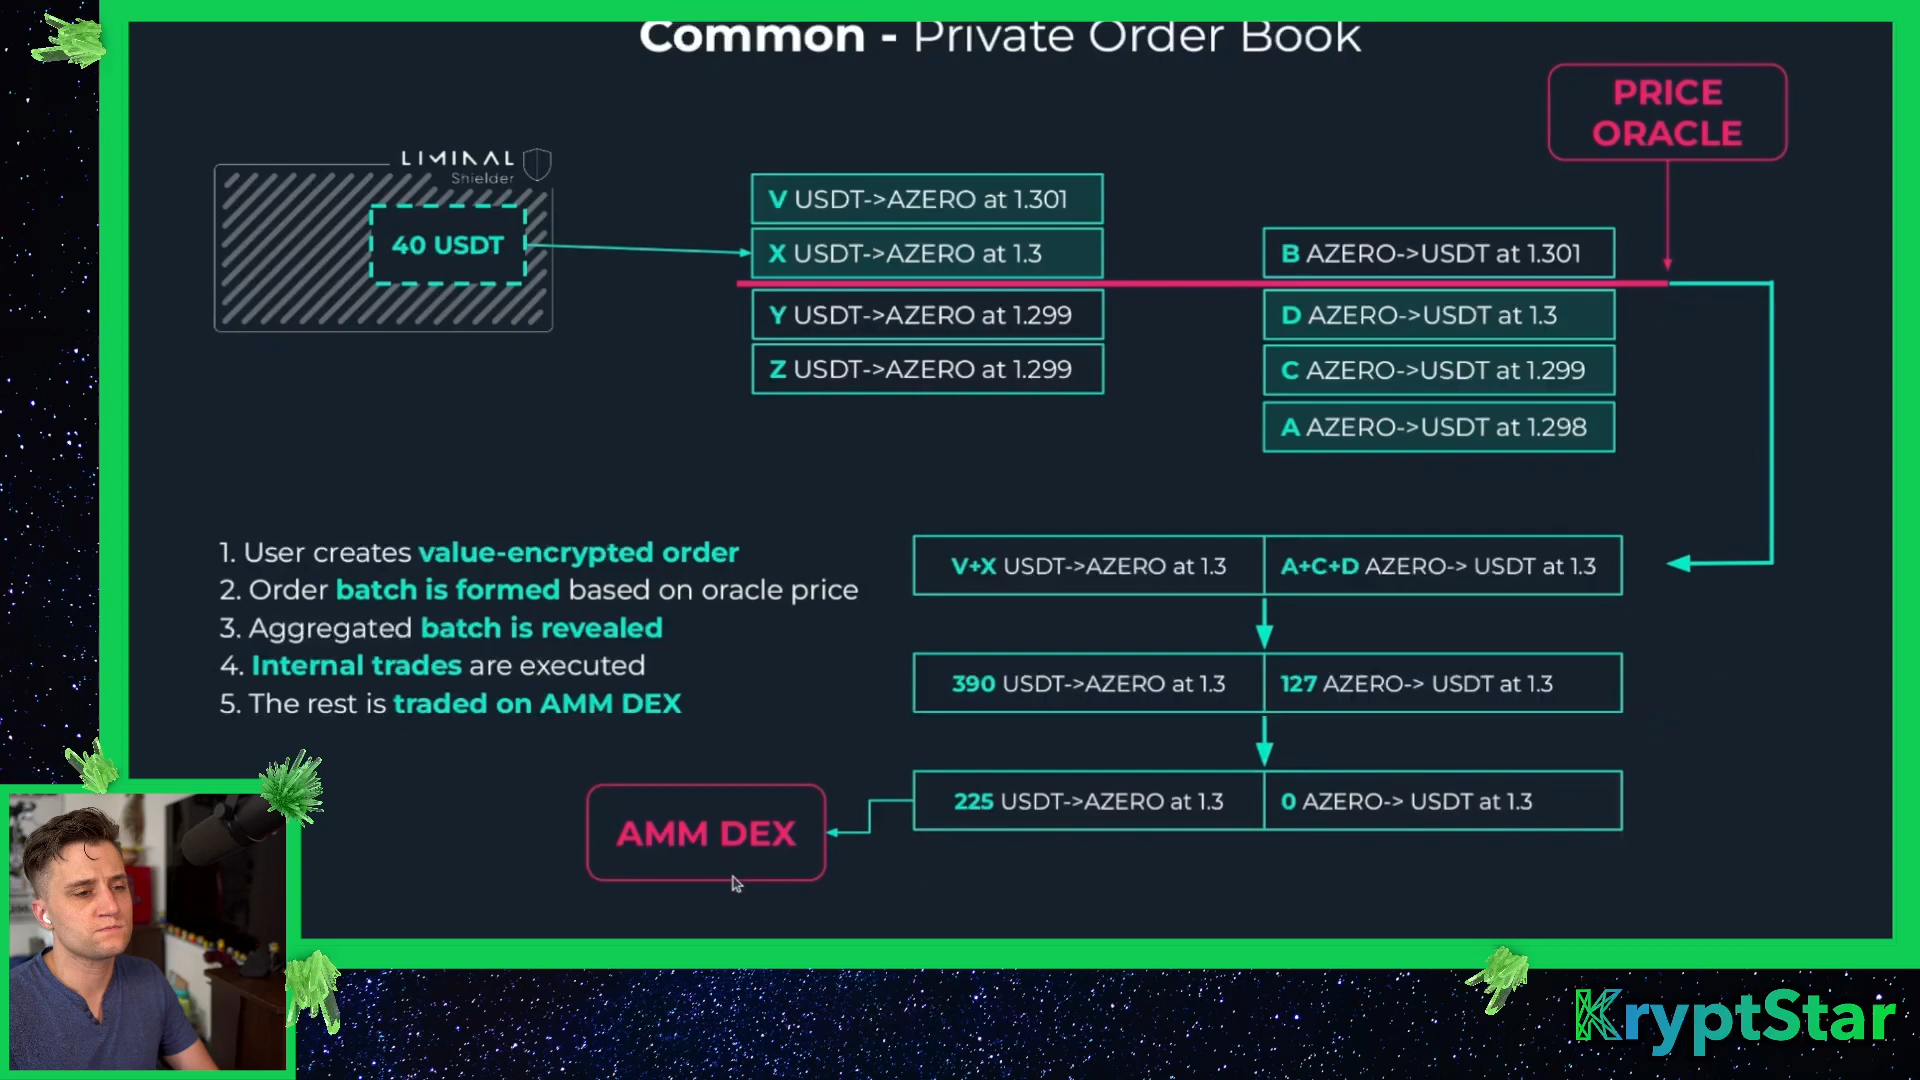 Common - Private Order Book
PRICE
ORACLE
LIMINAL
Shielder
40 USDT
V USDT->AZERO at 1.301
X USDT->AZERO at 1.3
Y USDT->AZERO at 1.299
Z USDT->AZERO at 1.299
B AZERO->USDT at 1.301
D AZERO->USDT at 1.3
C AZERO->USDT at 1.299
A AZERO->USDT at 1.298
1. User creates value-encrypted order
2. Order batch is formed based on oracle price
3. Aggregated batch is revealed
4. Internal trades are executed
5. The rest is traded on AMM DEX
V+X USDT->AZERO at 1.3
A+C+D AZERO-> USDT at 1.3
390 USDT->AZERO at 1.3
127 AZERO-> USDT at 1.3
225 USDT->AZERO at 1.3
0 AZERO-> USDT at 1.3
AMM DEX
KryptStar